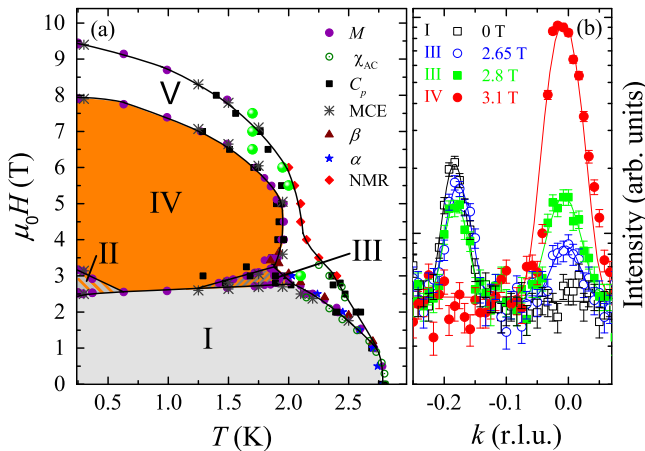 (a)
10
9
8
7
6
5
4
3
2
1
0
μ₀H (T)
0.5
1.0
1.5
2.0
2.5
T (K)
M
χAC
Cp
MCE
β
α
NMR
V
IV
III
II
I
(b)
I 0 T
III 2.65 T
III 2.8 T
IV 3.1 T
-0.2
-0.1
0.0
k (r.l.u.)
Intensity (arb. units)